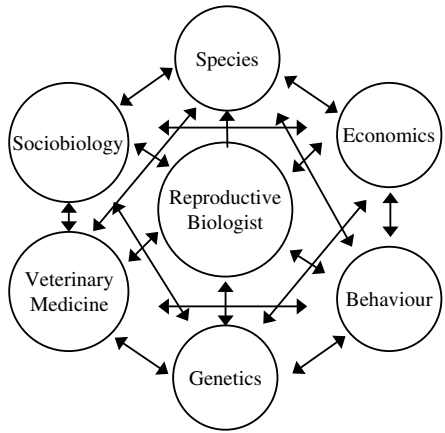 Species
Sociobiology
Economics
Reproductive
Biologist
Veterinary
Medicine
Behaviour
Genetics